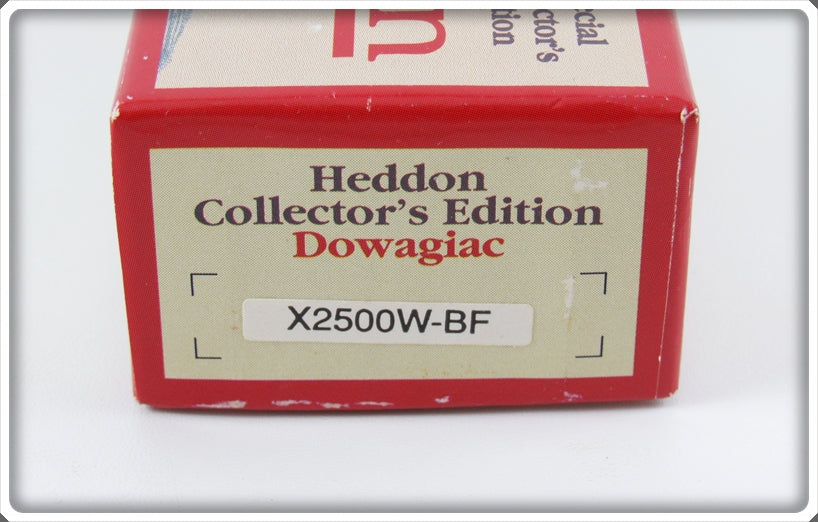 Heddon
Collector's Edition
Dowagiac
X2500W-BF